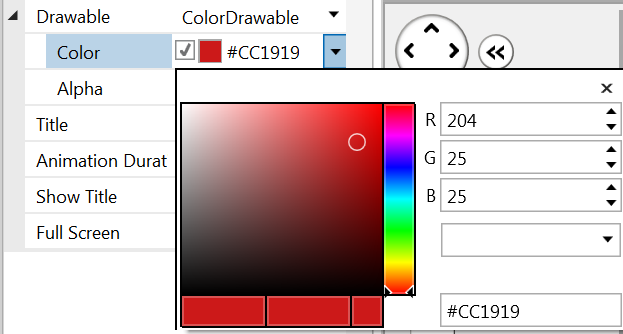 Drawable ColorDrawable
Color #CC1919
Alpha
R 204
Title
G 25
Animation Durat
B 25
Show Title
Full Screen
#CC1919